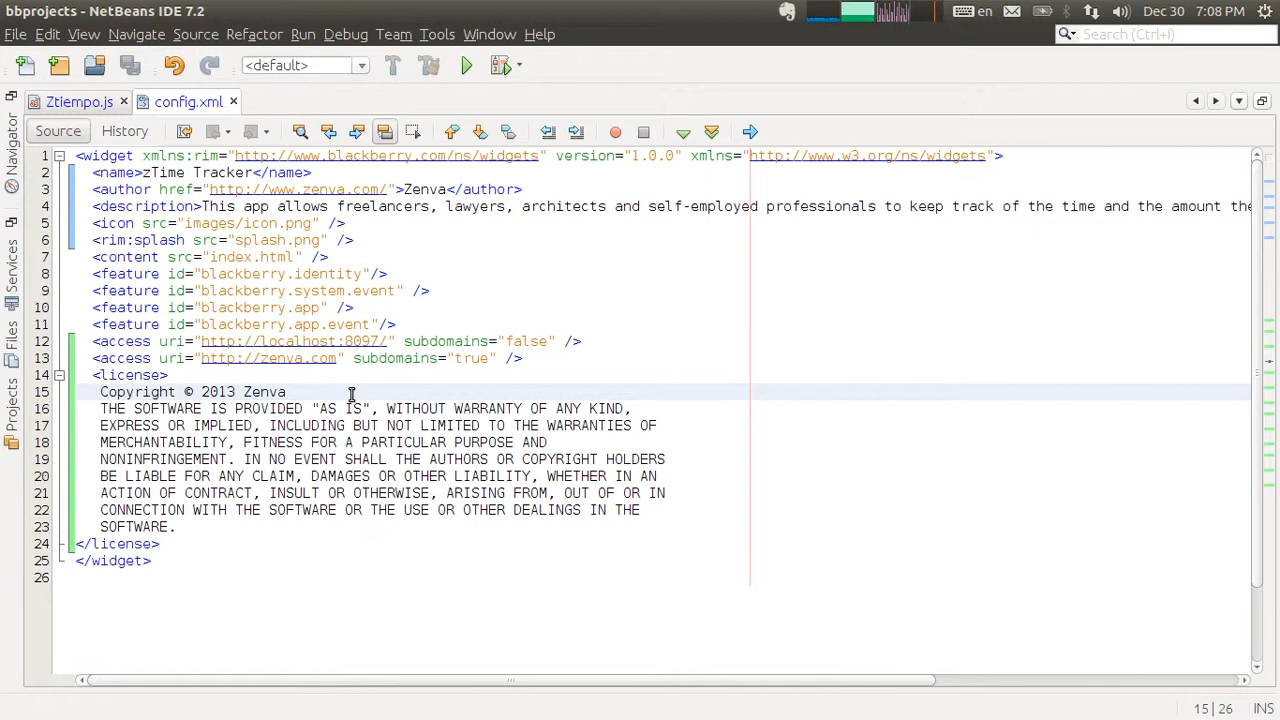 bbprojects - NetBeans IDE 7.2
en
Dec 30 7:08 PM
File Edit View Navigate Source Refactor Run Debug Team Tools Window Help
Search (Ctrl+I)
<default>
Ztiempo.js
config.xml
Source History
Navigator
Services
Files
Projects
1 <widget xmlns:rim="http://www.blackberry.com/ns/widgets" version="1.0.0" xmlns="http://www.w3.org/ns/widgets">
2 <name>zTime Tracker</name>
3 <author href="http://www.zenva.com/">Zenva</author>
4 <description>This app allows freelancers, lawyers, architects and self-employed professionals to keep track of the time and the amount the
5 <icon src="images/icon.png" />
6 <rim:splash src="splash.png" />
7 <content src="index.html" />
8 <feature id="blackberry.identity"/>
9 <feature id="blackberry.system.event" />
10 <feature id="blackberry.app" />
11 <feature id="blackberry.app.event"/>
12 <access uri="http://localhost:8097/" subdomains="false" />
13 <access uri="http://zenva.com" subdomains="true" />
14 <license>
15 Copyright © 2013 Zenva
16 THE SOFTWARE IS PROVIDED "AS IS", WITHOUT WARRANTY OF ANY KIND,
17 EXPRESS OR IMPLIED, INCLUDING BUT NOT LIMITED TO THE WARRANTIES OF
18 MERCHANTABILITY, FITNESS FOR A PARTICULAR PURPOSE AND
19 NONINFRINGEMENT. IN NO EVENT SHALL THE AUTHORS OR COPYRIGHT HOLDERS
20 BE LIABLE FOR ANY CLAIM, DAMAGES OR OTHER LIABILITY, WHETHER IN AN
21 ACTION OF CONTRACT, INSULT OR OTHERWISE, ARISING FROM, OUT OF OR IN
22 CONNECTION WITH THE SOFTWARE OR THE USE OR OTHER DEALINGS IN THE
23 SOFTWARE.
24 </license>
25 </widget>
26
15 | 26 INS